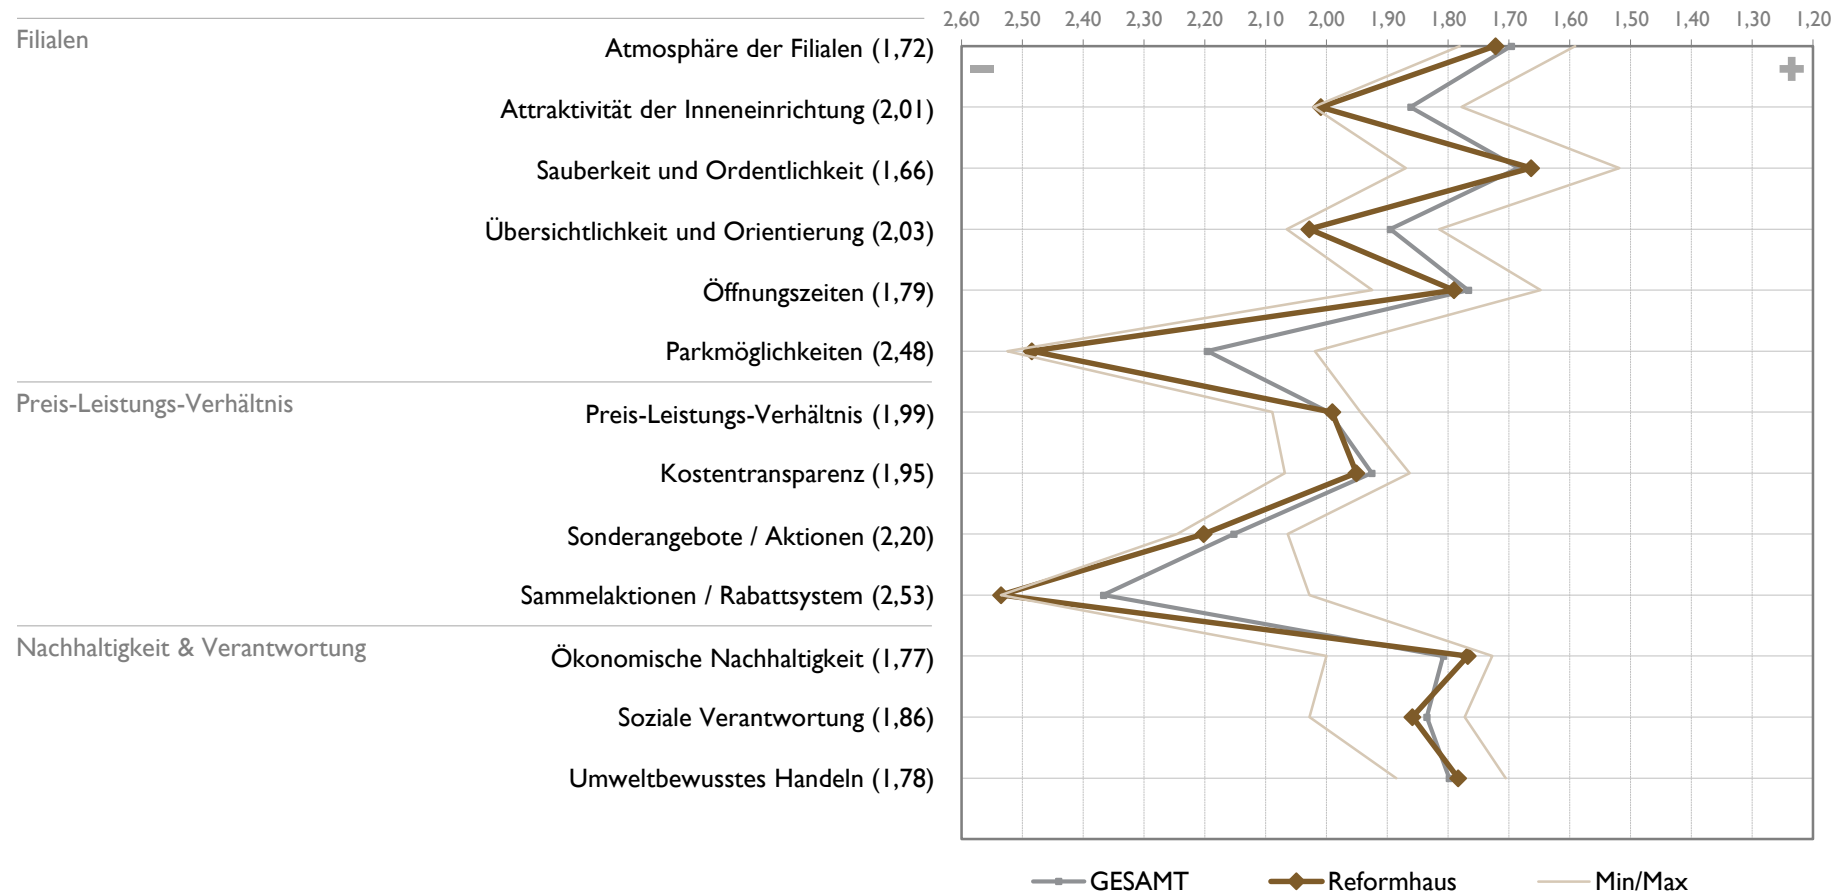 2,60 2,50 2,40 2,30 2,20 2,10 2,00 1,90 1,80 1,70 1,60 1,50 1,40 1,30 1,20
Filialen
Atmosphäre der Filialen (1,72)
Attraktivität der Inneneinrichtung (2,01)
Sauberkeit und Ordentlichkeit (1,66)
Übersichtlichkeit und Orientierung (2,03)
Öffnungszeiten (1,79)
Parkmöglichkeiten (2,48)
Preis-Leistungs-Verhältnis
Preis-Leistungs-Verhältnis (1,99)
Kostentransparenz (1,95)
Sonderangebote / Aktionen (2,20)
Sammelaktionen / Rabattsystem (2,53)
Nachhaltigkeit & Verantwortung
Ökonomische Nachhaltigkeit (1,77)
Soziale Verantwortung (1,86)
Umweltbewusstes Handeln (1,78)
GESAMT Reformhaus Min/Max